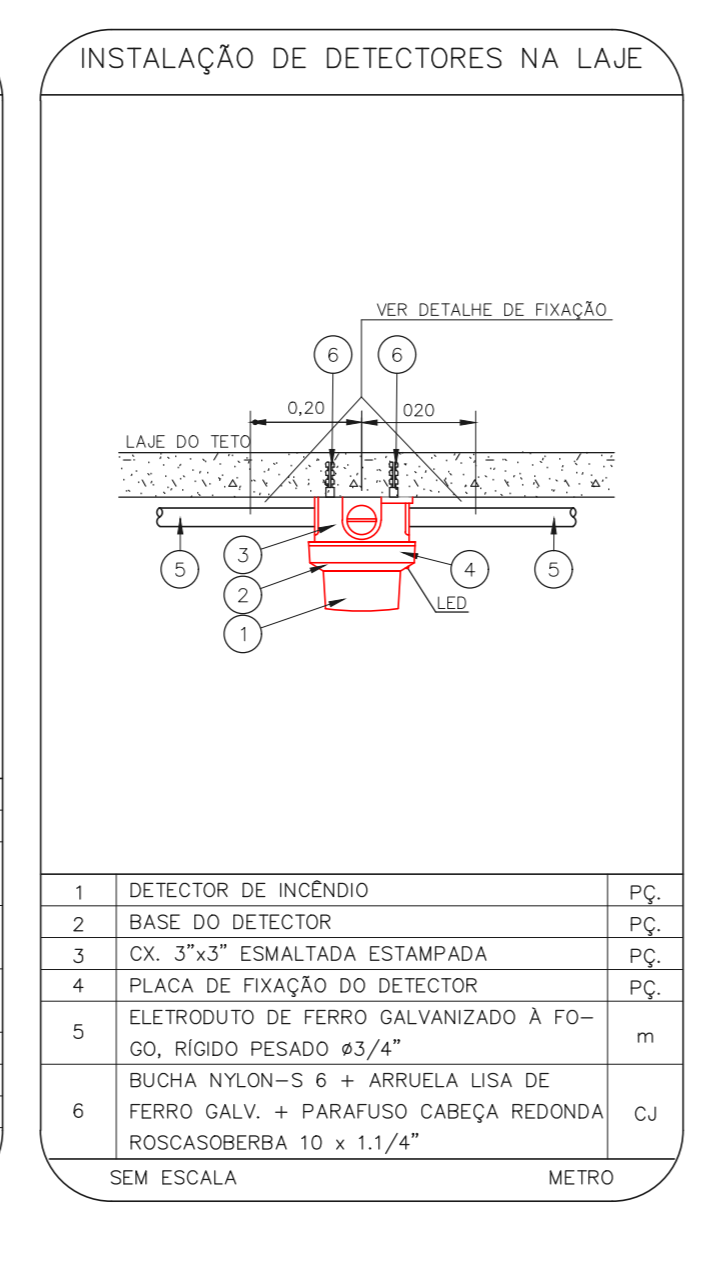 INSTALAÇÃO DE DETECTORES NA LAJE
VER DETALHE DE FIXAÇÃO
6
6
0,20
020
LAJE DO TETO
5
3
4
5
2
LED
1
1 DETECTOR DE INCÊNDIO PÇ.
2 BASE DO DETECTOR PÇ.
3 CX. 3"x3" ESMALTADA ESTAMPADA PÇ.
4 PLACA DE FIXAÇÃO DO DETECTOR PÇ.
5 ELETRODUTO DE FERRO GALVANIZADO À FO-
GO, RÍGIDO PESADO ø3/4" m
BUCHA NYLON-S 6 + ARRUELA LISA DE
6 FERRO GALV. + PARAFUSO CABEÇA REDONDA CJ
ROSCASOBERBA 10 x 1.1/4"
SEM ESCALA METRO